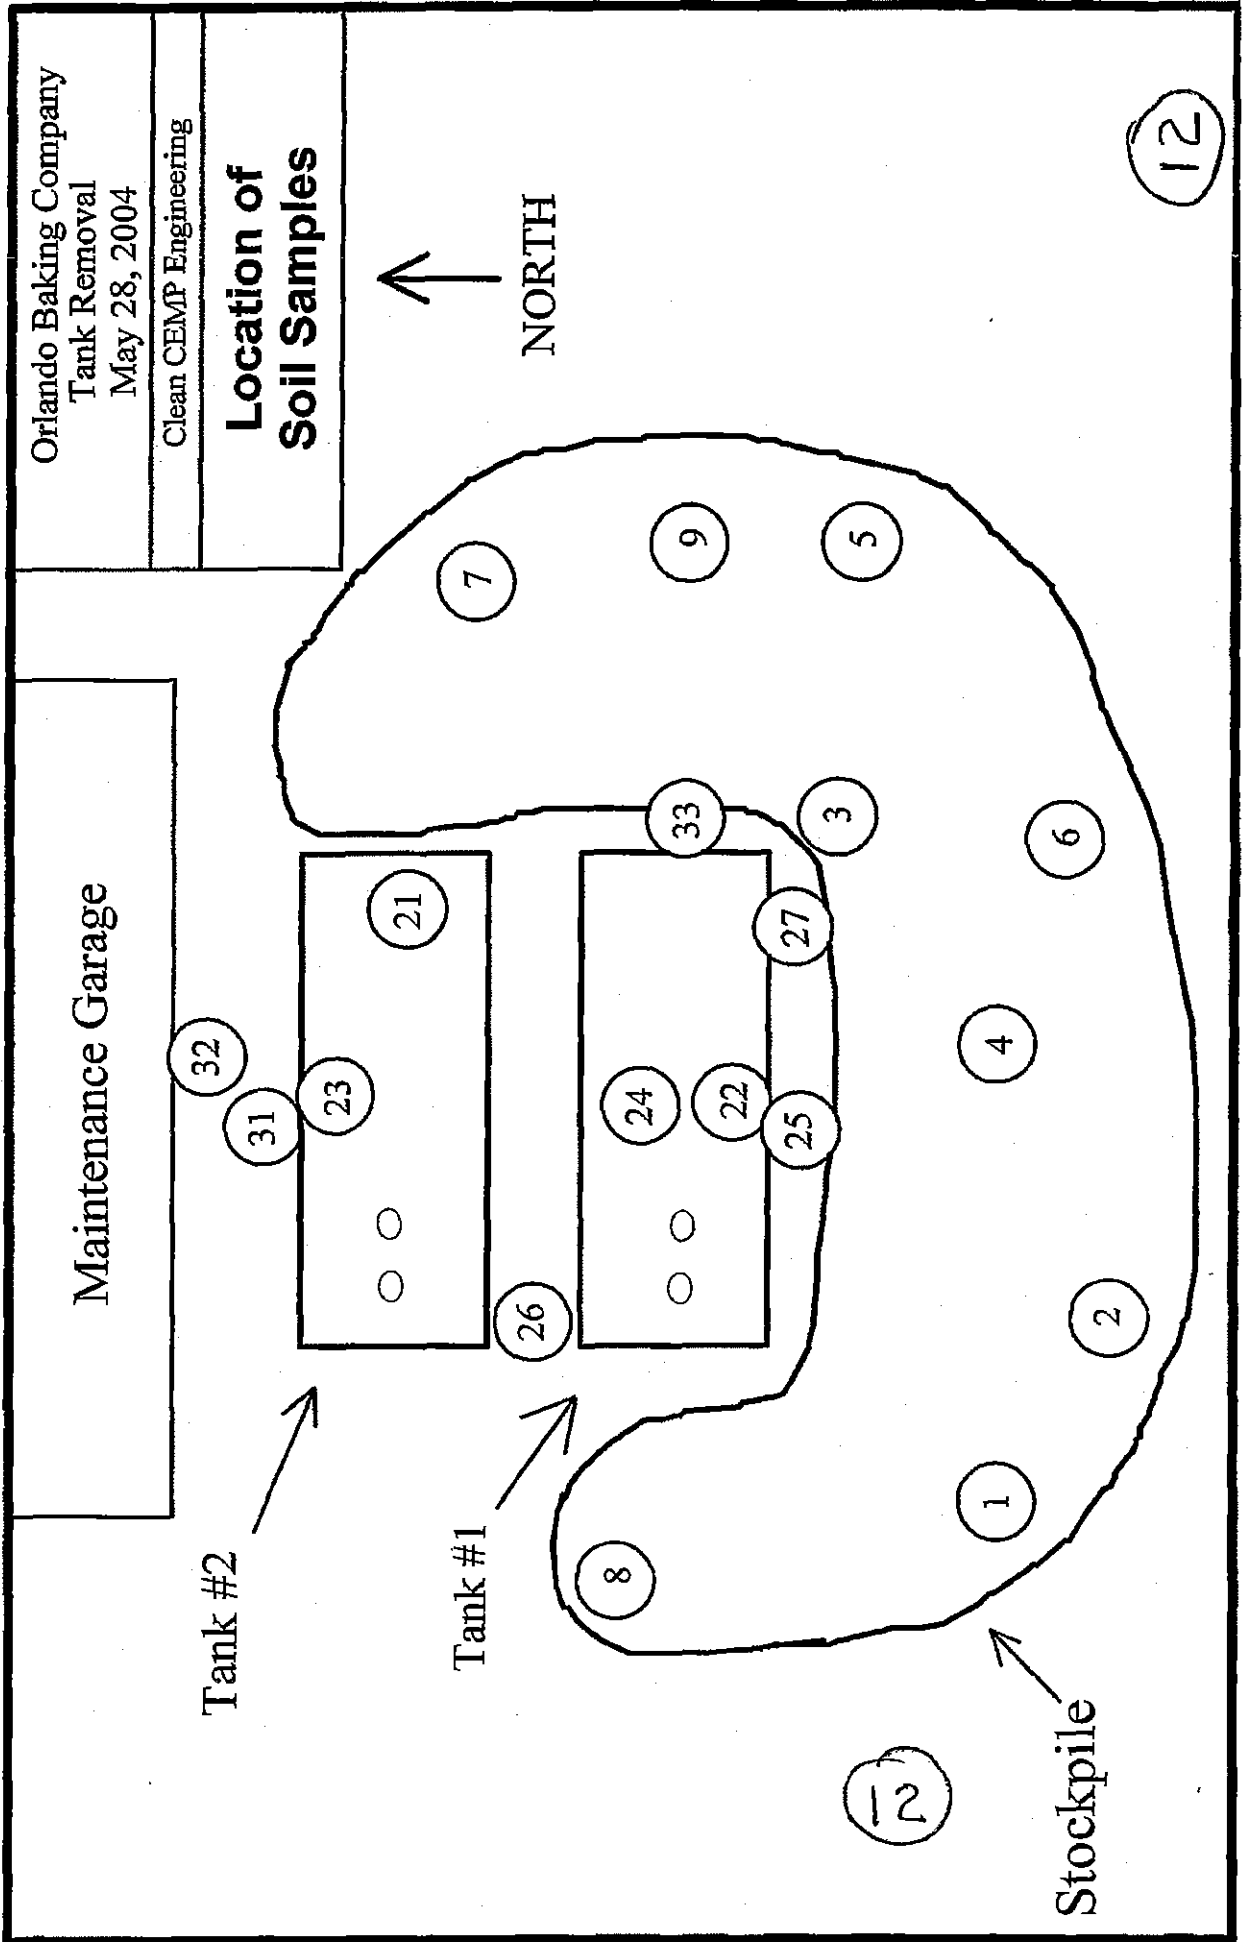 Orlando Baking Company
Tank Removal
May 28, 2004
Clean CEMP Engineering
Location of
Soil Samples
NORTH
Maintenance Garage
32
31
23
21
Tank #2
26
Tank #1
24
22
33
25
27
7
9
5
3
8
4
6
1
2
Stockpile
12
12